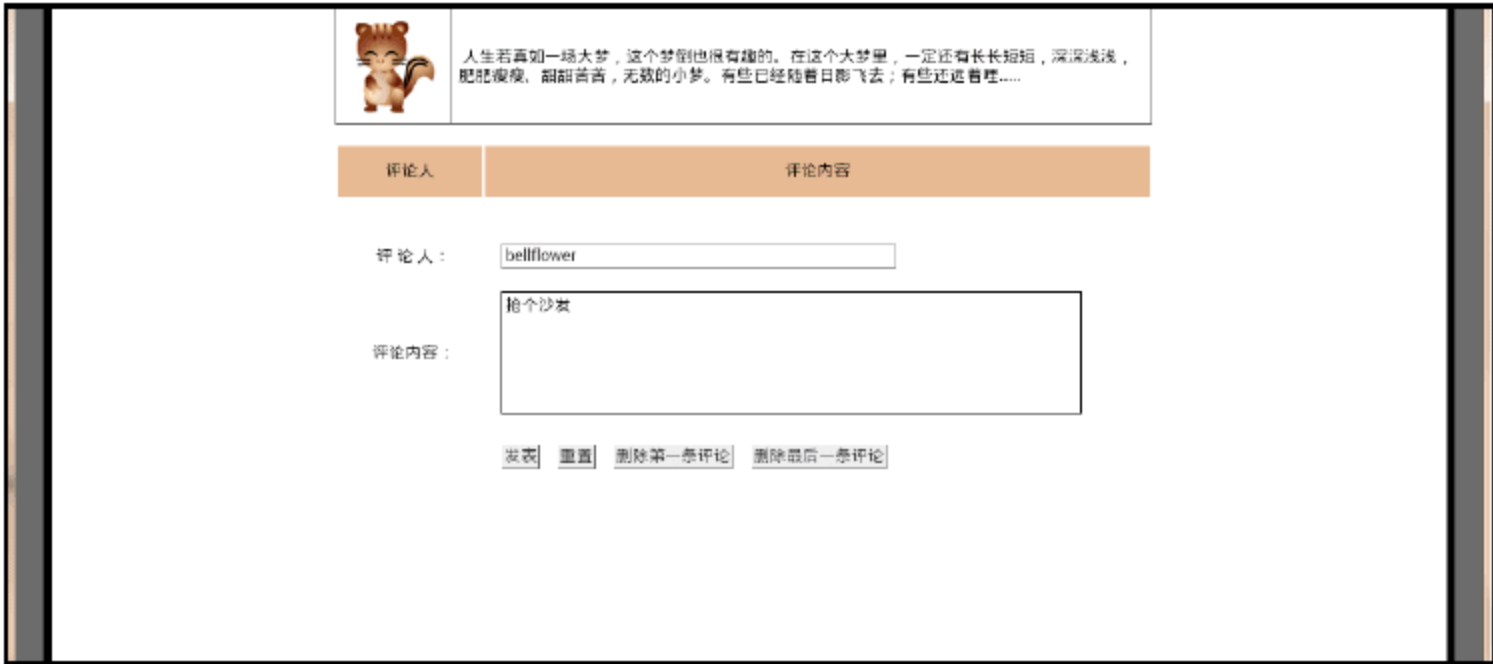 人生若真如一场大梦，这个梦倒也很有趣的。在这个大梦里，一定还有长长短短，深深浅浅，
肥肥瘦瘦、甜甜苦苦，无数的小梦。有些已经随着日影飞去；有些还远着哩……
评论人 评论内容
评 论 人：
bellflower
评论内容：
抢个沙发
发表 重置 删除第一条评论 删除最后一条评论